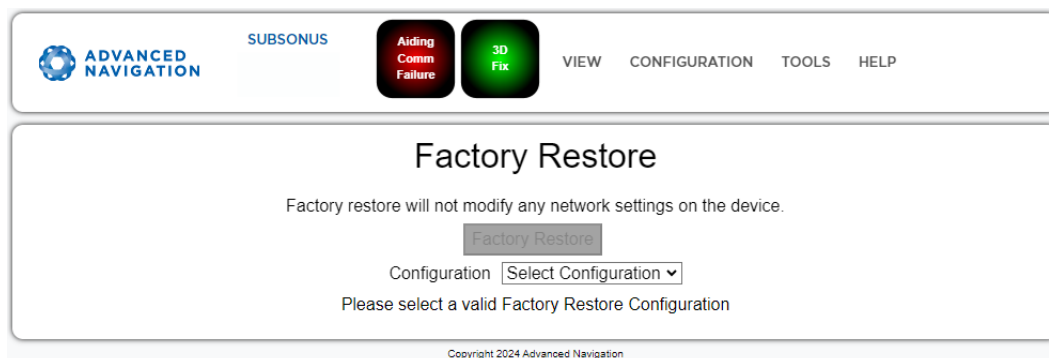 ADVANCED
NAVIGATION
SUBSONUS
Aiding
Comm
Failure
3D
Fix
VIEW CONFIGURATION TOOLS HELP
Factory Restore
Factory restore will not modify any network settings on the device.
Factory Restore
Configuration Select Configuration
Please select a valid Factory Restore Configuration
Copyright 2024 Advanced Navigation